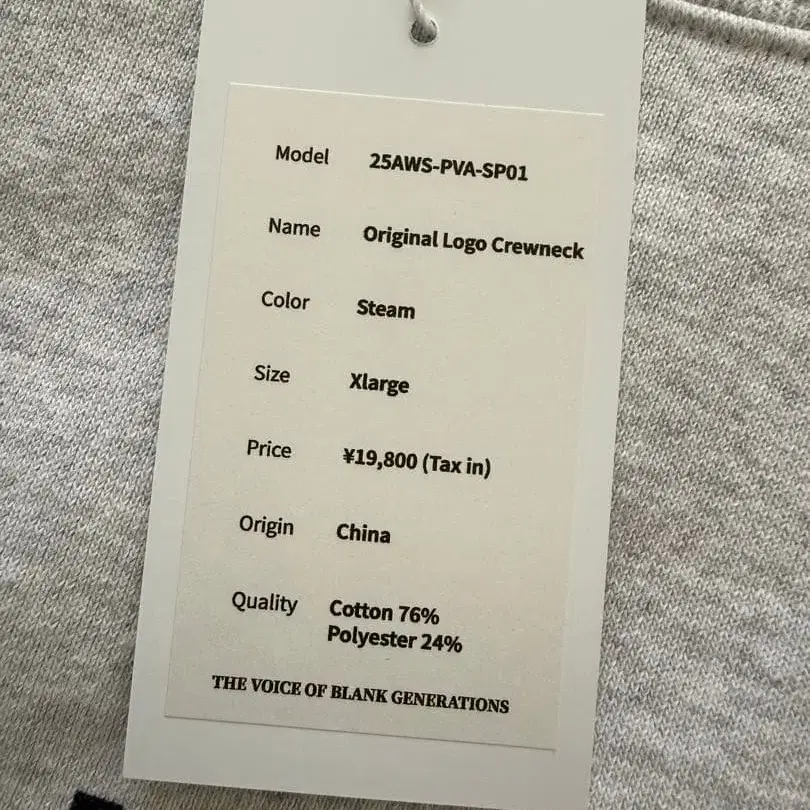 Model 25AWS-PVA-SP01
Name Original Logo Crewneck
Color Steam
Size Xlarge
Price ¥19,800 (Tax in)
Origin China
Quality Cotton 76%
Polyester 24%
THE VOICE OF BLANK GENERATIONS